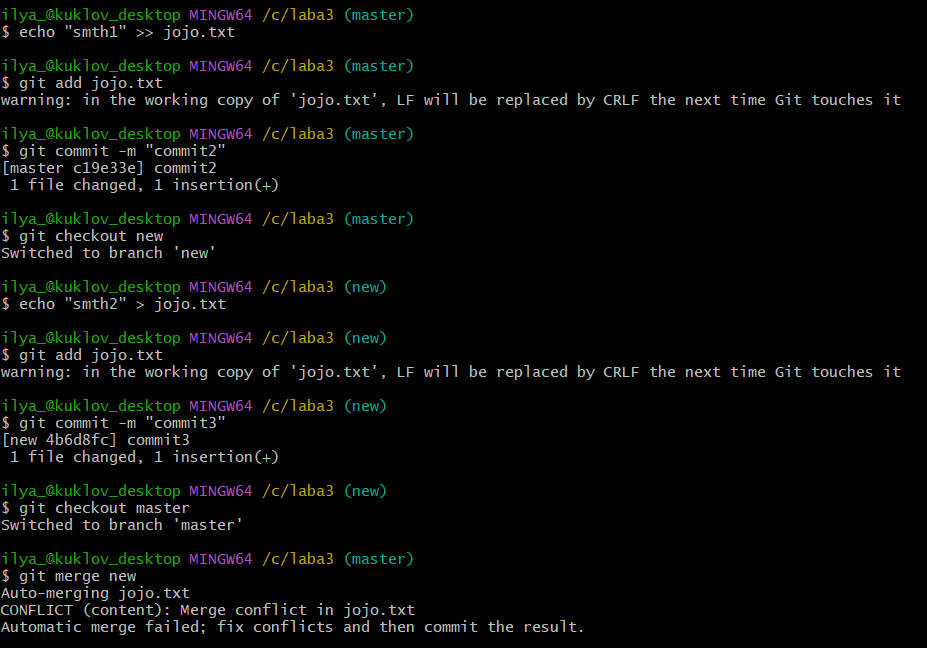 ilya_@kuklov_desktop MINGW64 /c/laba3 (master)
$ echo "smth1" >> jojo.txt
ilya_@kuklov_desktop MINGW64 /c/laba3 (master)
$ git add jojo.txt
warning: in the working copy of 'jojo.txt', LF will be replaced by CRLF the next time Git touches it
ilya_@kuklov_desktop MINGW64 /c/laba3 (master)
$ git commit -m "commit2"
[master c19e33e] commit2
 1 file changed, 1 insertion(+)
ilya_@kuklov_desktop MINGW64 /c/laba3 (master)
$ git checkout new
Switched to branch 'new'
ilya_@kuklov_desktop MINGW64 /c/laba3 (new)
$ echo "smth2" > jojo.txt
ilya_@kuklov_desktop MINGW64 /c/laba3 (new)
$ git add jojo.txt
warning: in the working copy of 'jojo.txt', LF will be replaced by CRLF the next time Git touches it
ilya_@kuklov_desktop MINGW64 /c/laba3 (new)
$ git commit -m "commit3"
[new 4b6d8fc] commit3
 1 file changed, 1 insertion(+)
ilya_@kuklov_desktop MINGW64 /c/laba3 (new)
$ git checkout master
Switched to branch 'master'
ilya_@kuklov_desktop MINGW64 /c/laba3 (master)
$ git merge new
Auto-merging jojo.txt
CONFLICT (content): Merge conflict in jojo.txt
Automatic merge failed; fix conflicts and then commit the result.